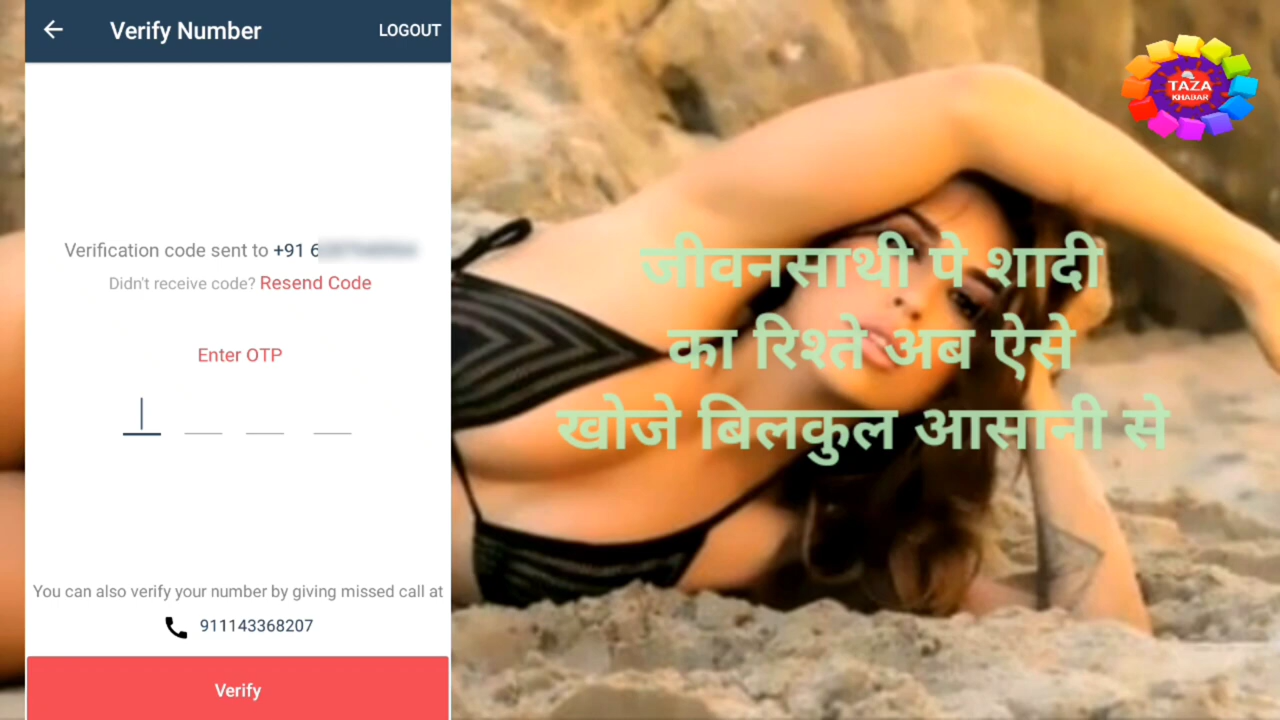 Verify Number
LOGOUT
Verification code sent to +91 6
Didn't receive code? Resend Code
Enter OTP
You can also verify your number by giving missed call at
911143368207
Verify
TAZA
KHABAR
जीवनसाथी पे शादी
का रिश्ते अब ऐसे
खोजे बिलकुल आसानी से